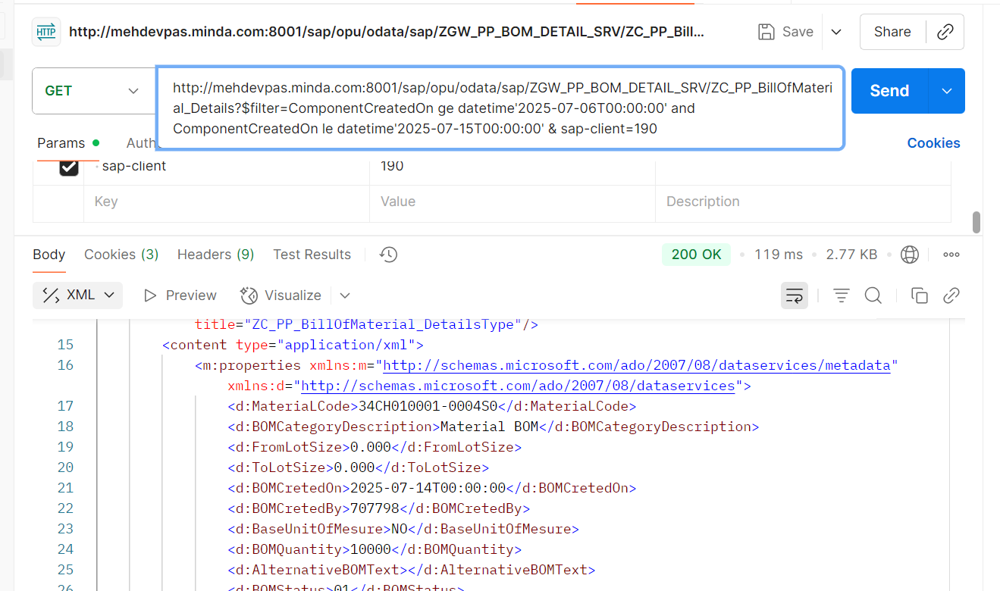 HTTP http://mehdevpas.minda.com:8001/sap/opu/odata/sap/ZGW_PP_BOM_DETAIL_SRV/ZC_PP_Bill... Save Share
GET http://mehdevpas.minda.com:8001/sap/opu/odata/sap/ZGW_PP_BOM_DETAIL_SRV/ZC_PP_BillOfMateri Send
al_Details?$filter=ComponentCreatedOn ge datetime'2025-07-06T00:00:00' and
ComponentCreatedOn le datetime'2025-07-15T00:00:00' & sap-client=190
Params Auth Cookies
sap-client 190
Key Value Description
Body Cookies (3) Headers (9) Test Results 200 OK • 119 ms • 2.77 KB •
XML Preview Visualize
title="ZC_PP_BillOfMaterial_DetailsType"/>
15 <content type="application/xml">
16 <m:properties xmlns:m="http://schemas.microsoft.com/ado/2007/08/dataservices/metadata"
xmlns:d="http://schemas.microsoft.com/ado/2007/08/dataservices">
17 <d:MateriaLCode>34CH010001-0004S0</d:MateriaLCode>
18 <d:BOMCategoryDescription>Material BOM</d:BOMCategoryDescription>
19 <d:FromLotSize>0.000</d:FromLotSize>
20 <d:ToLotSize>0.000</d:ToLotSize>
21 <d:BOMCretedOn>2025-07-14T00:00:00</d:BOMCretedOn>
22 <d:BOMCretedBy>707798</d:BOMCretedBy>
23 <d:BaseUnitOfMesure>NO</d:BaseUnitOfMesure>
24 <d:BOMQuantity>10000</d:BOMQuantity>
25 <d:AlternativeBOMText></d:AlternativeBOMText>
26 <d:BOMStatus>01</d:BOMStatus>